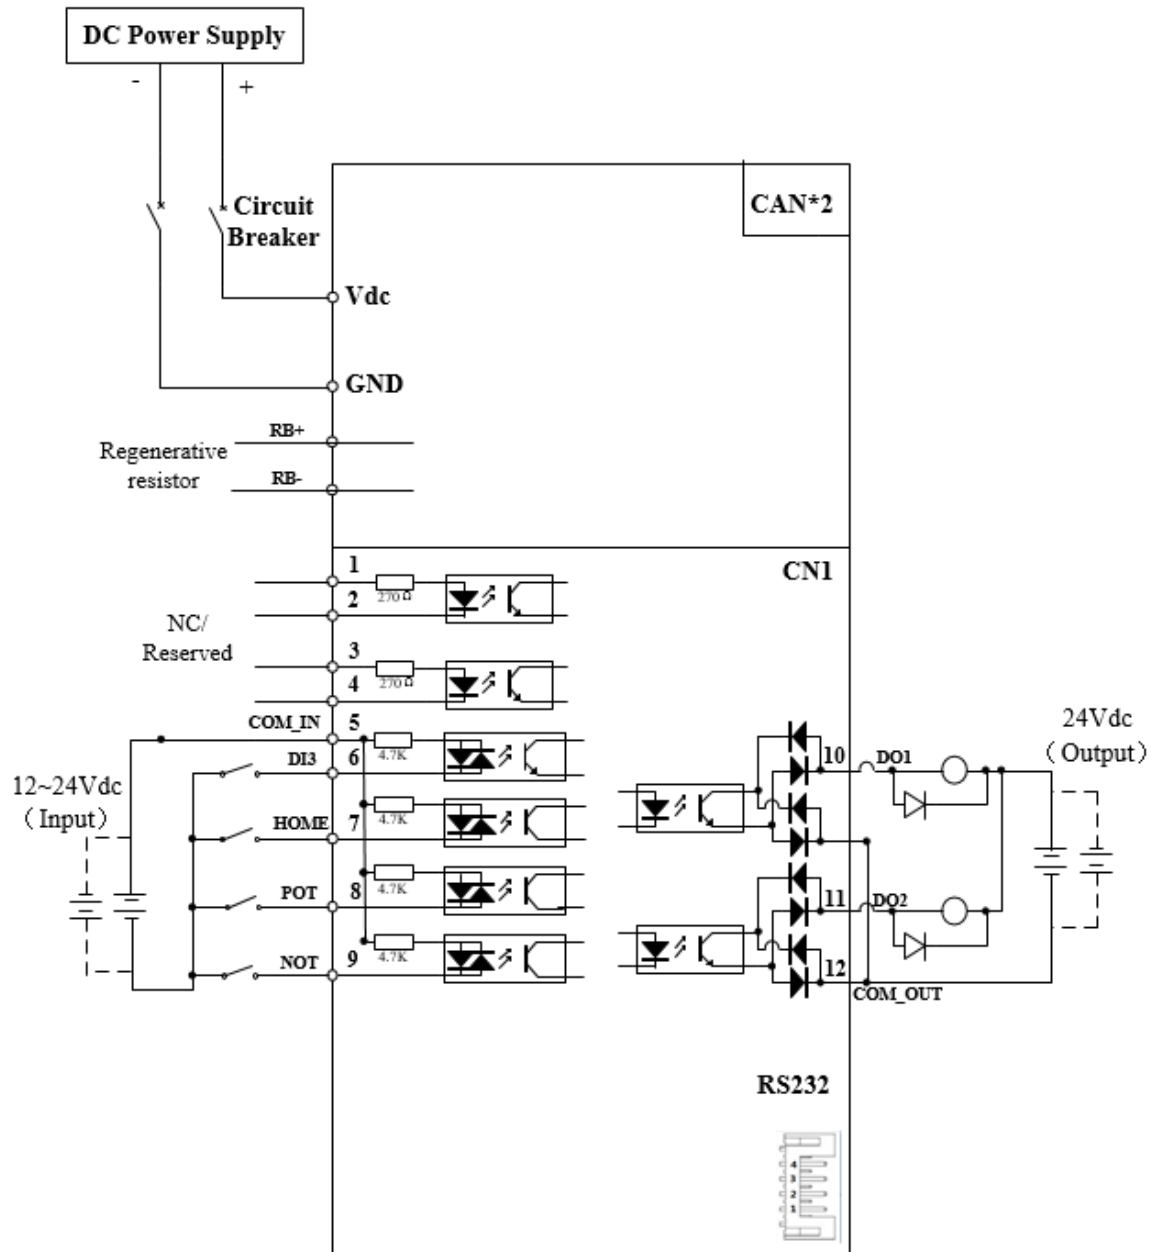 DC Power Supply
-
+
CAN*2
Circuit
Breaker
Vdc
GND
RB+
Regenerative
resistor
RB-
CN1
1
270Ω
2
NC/
Reserved
3
270Ω
4
COM_IN
5
4.7K
DI3
6
12~24Vdc
(Input)
4.7K
HOME
7
4.7K
POT
8
4.7K
NOT
9
24Vdc
(Output)
10
DO1
11
DO2
12
COM_OUT
RS232
4
3
2
1